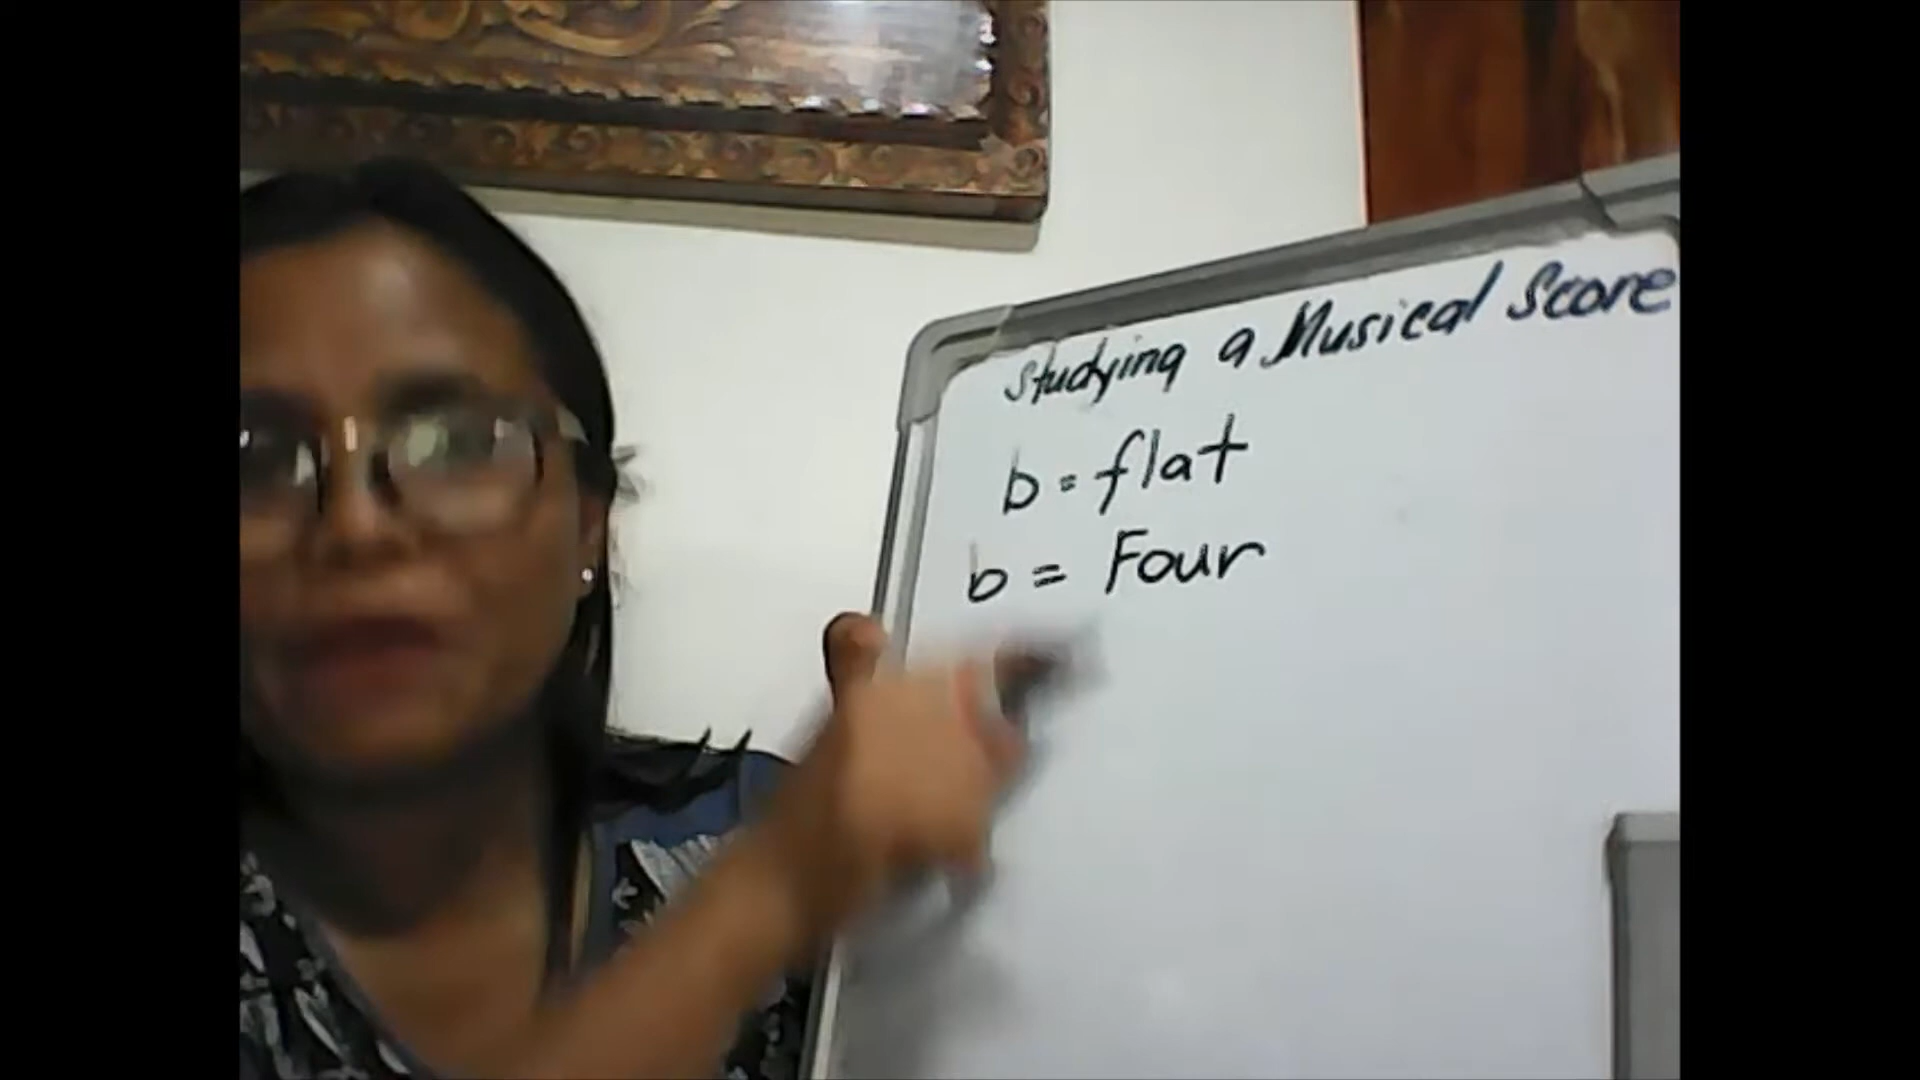 Studying a Musical Score
b = flat
b = Four